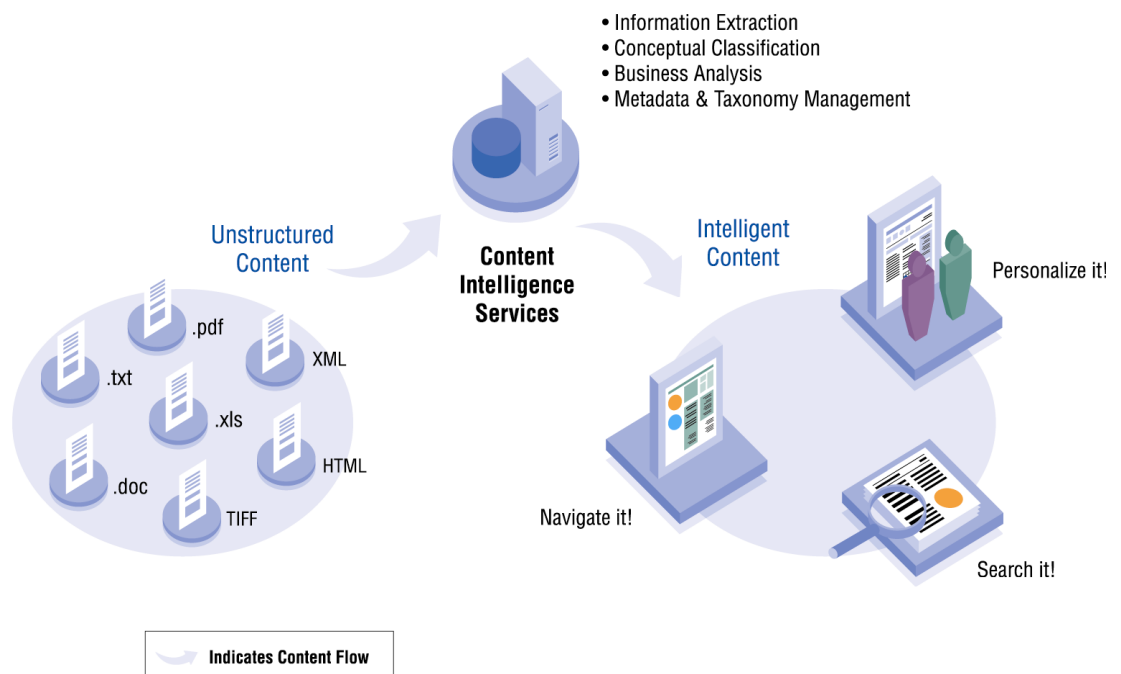 • Information Extraction
• Conceptual Classification
• Business Analysis
• Metadata & Taxonomy Management
Unstructured
Content
Content
Intelligence
Services
Intelligent
Content
Personalize it!
.pdf
XML
.txt
.xls
HTML
.doc
TIFF
Navigate it!
Search it!
Indicates Content Flow